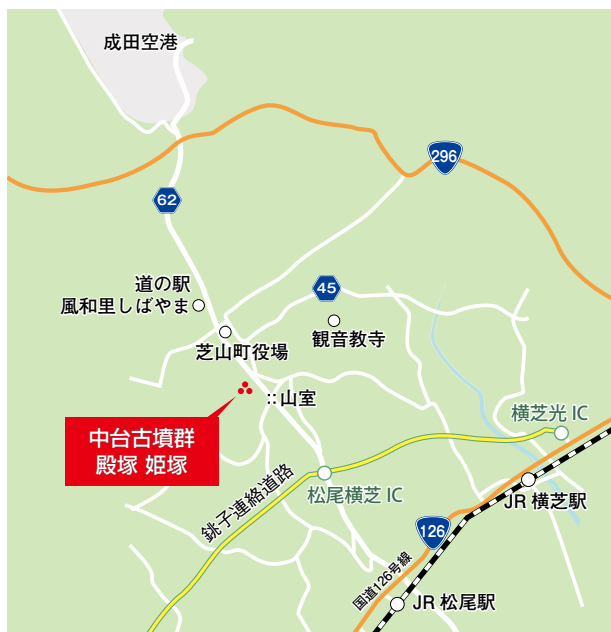 成田空港
296
62
道の駅
風和里しばやま
45
観音教寺
芝山町役場
山室
中台古墳群
殿塚 姫塚
横芝光 IC
松尾横芝 IC
銚子連絡道路
JR 横芝駅
126
国道126号線
JR 松尾駅